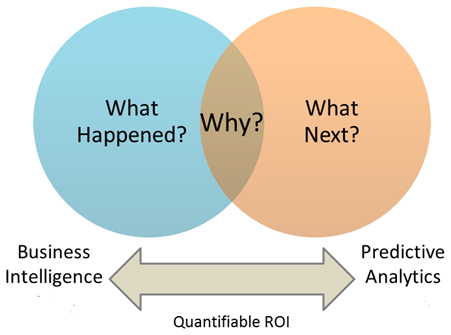 What
Happened?
Why?
What
Next?
Business
Intelligence
Predictive
Analytics
Quantifiable ROI